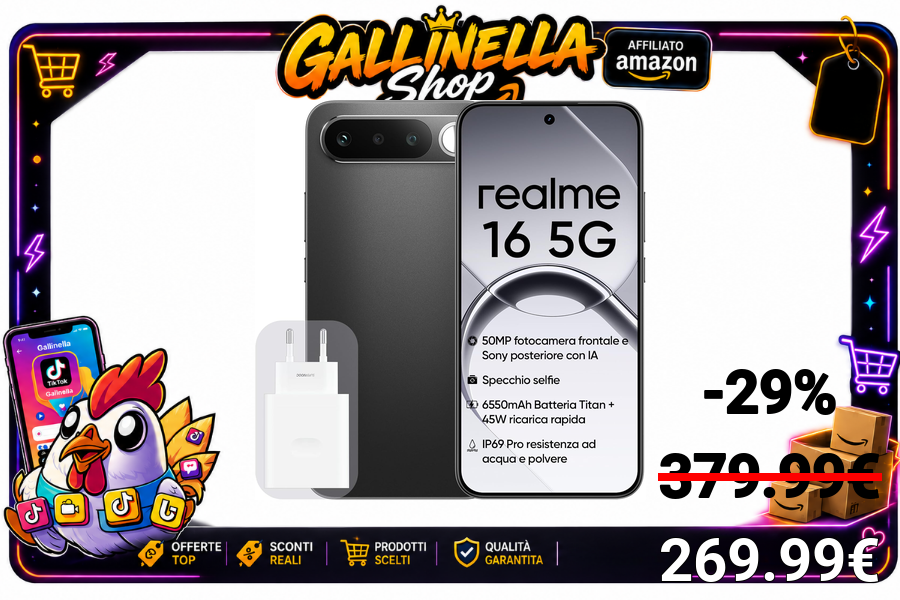 GALLINELLA
Shop
AFFILIATO
amazon
realme
16 5G
50MP fotocamera frontale e
Sony posteriore con IA
Specchio selfie
6550mAh Batteria Titan +
45W ricarica rapida
IP69 Pro resistenza ad
acqua e polvere
Gallinella
TikTok
Gallinella
-29%
379.99€
269.99€
OFFERTE
TOP
SCONTI
REALI
PRODOTTI
SCELTI
QUALITÀ
GARANTITA